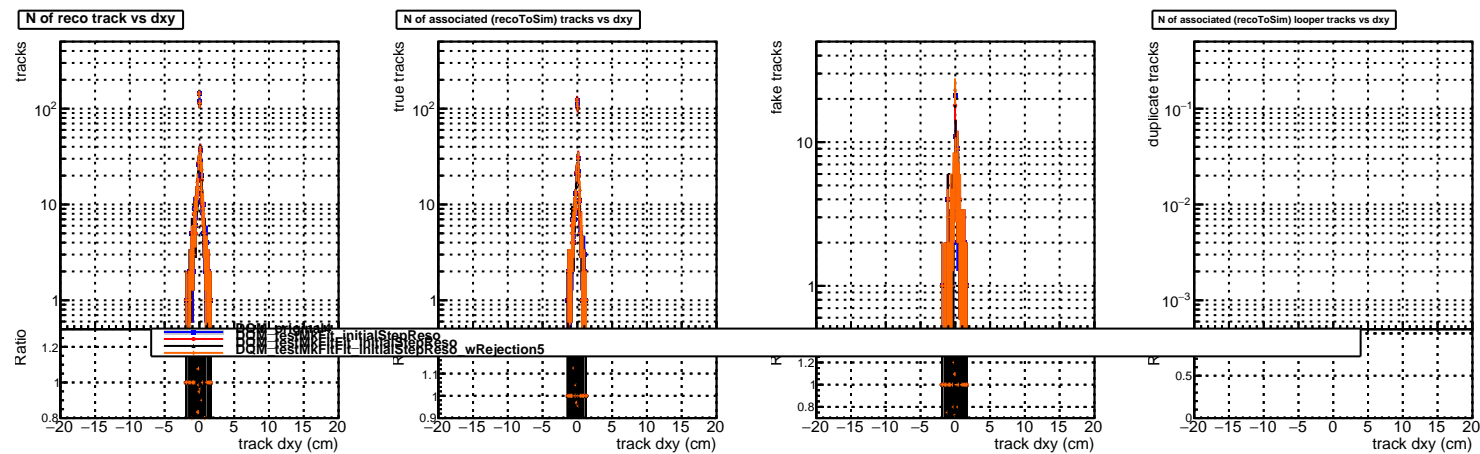 N of reco track vs dxy
N of associated (recoToSim) tracks vs dxy
N of associated (recoToSim) looper tracks vs dxy
tracks
10²
10
1
Ratio
1.2
1
0.8
−20 −15 −10 −5 0 5 10 15 20
track dxy (cm)
true tracks
10²
10
1
1.1
1
0.9
−20 −15 −10 −5 0 5 10 15 20
track dxy (cm)
fake tracks
10
1
1.2
1
0.8
−20 −15 −10 −5 0 5 10 15 20
track dxy (cm)
duplicate tracks
10⁻¹
10⁻²
10⁻³
0.5
0
−20 −15 −10 −5 0 5 10 15 20
track dxy (cm)
DQM_testMkFit_initialStepReso
DQM_testMkFitFit_initialStepReso
DQM_testMkFitFit_initialStepReso_wRejection5